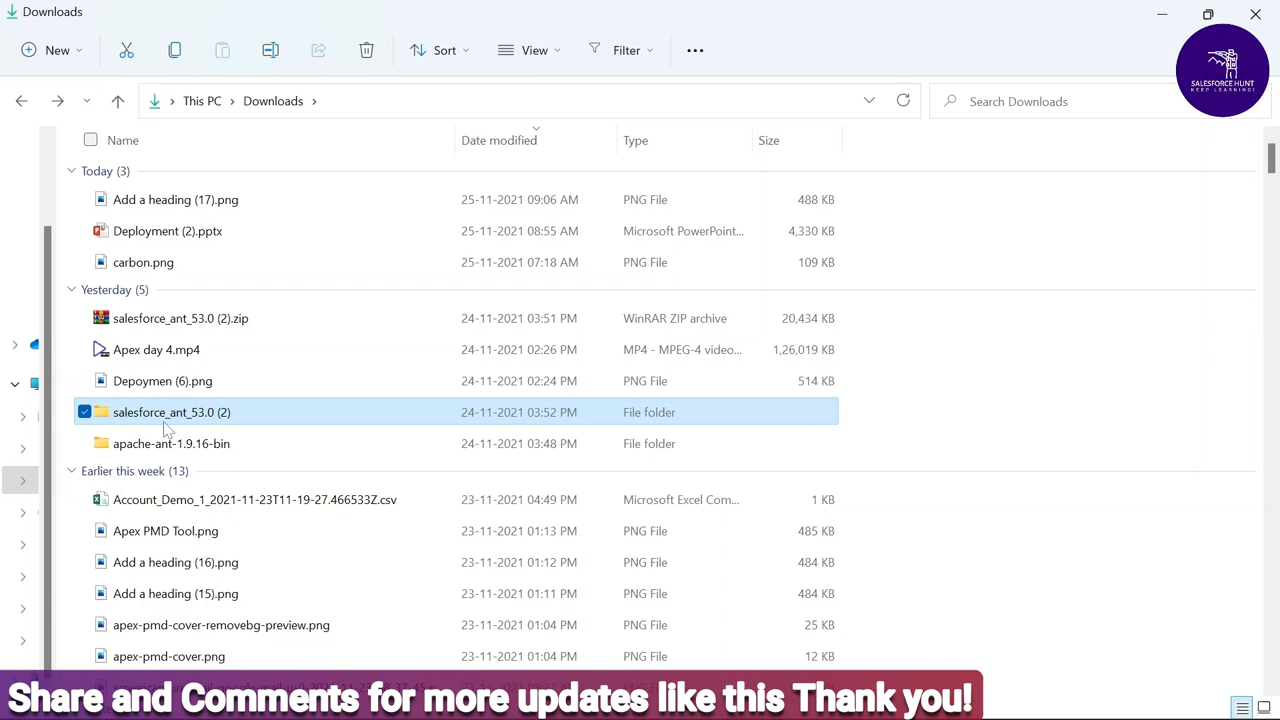 Downloads
New
Sort
View
Filter
SALESFORCE HUNT
KEEP LEARNING!
This PC > Downloads >
Search Downloads
Name Date modified Type Size
Today (3)
Add a heading (17).png 25-11-2021 09:06 AM PNG File 488 KB
Deployment (2).pptx 25-11-2021 08:55 AM Microsoft PowerPoint... 4,330 KB
carbon.png 25-11-2021 07:18 AM PNG File 109 KB
Yesterday (5)
salesforce_ant_53.0 (2).zip 24-11-2021 03:51 PM WinRAR ZIP archive 20,434 KB
Apex day 4.mp4 24-11-2021 02:26 PM MP4 - MPEG-4 video... 1,26,019 KB
Depoymen (6).png 24-11-2021 02:24 PM PNG File 514 KB
salesforce_ant_53.0 (2) 24-11-2021 03:52 PM File folder
apache-ant-1.9.16-bin 24-11-2021 03:48 PM File folder
Earlier this week (13)
Account_Demo_1_2021-11-23T11-19-27.466533Z.csv 23-11-2021 04:49 PM Microsoft Excel Com... 1 KB
Apex PMD Tool.png 23-11-2021 01:13 PM PNG File 485 KB
Add a heading (16).png 23-11-2021 01:12 PM PNG File 484 KB
Add a heading (15).png 23-11-2021 01:11 PM PNG File 484 KB
apex-pmd-cover-removebg-preview.png 23-11-2021 01:04 PM PNG File 25 KB
apex-pmd-cover.png 23-11-2021 01:04 PM PNG File 12 KB
Share and Comments for more updates like this Thank you!